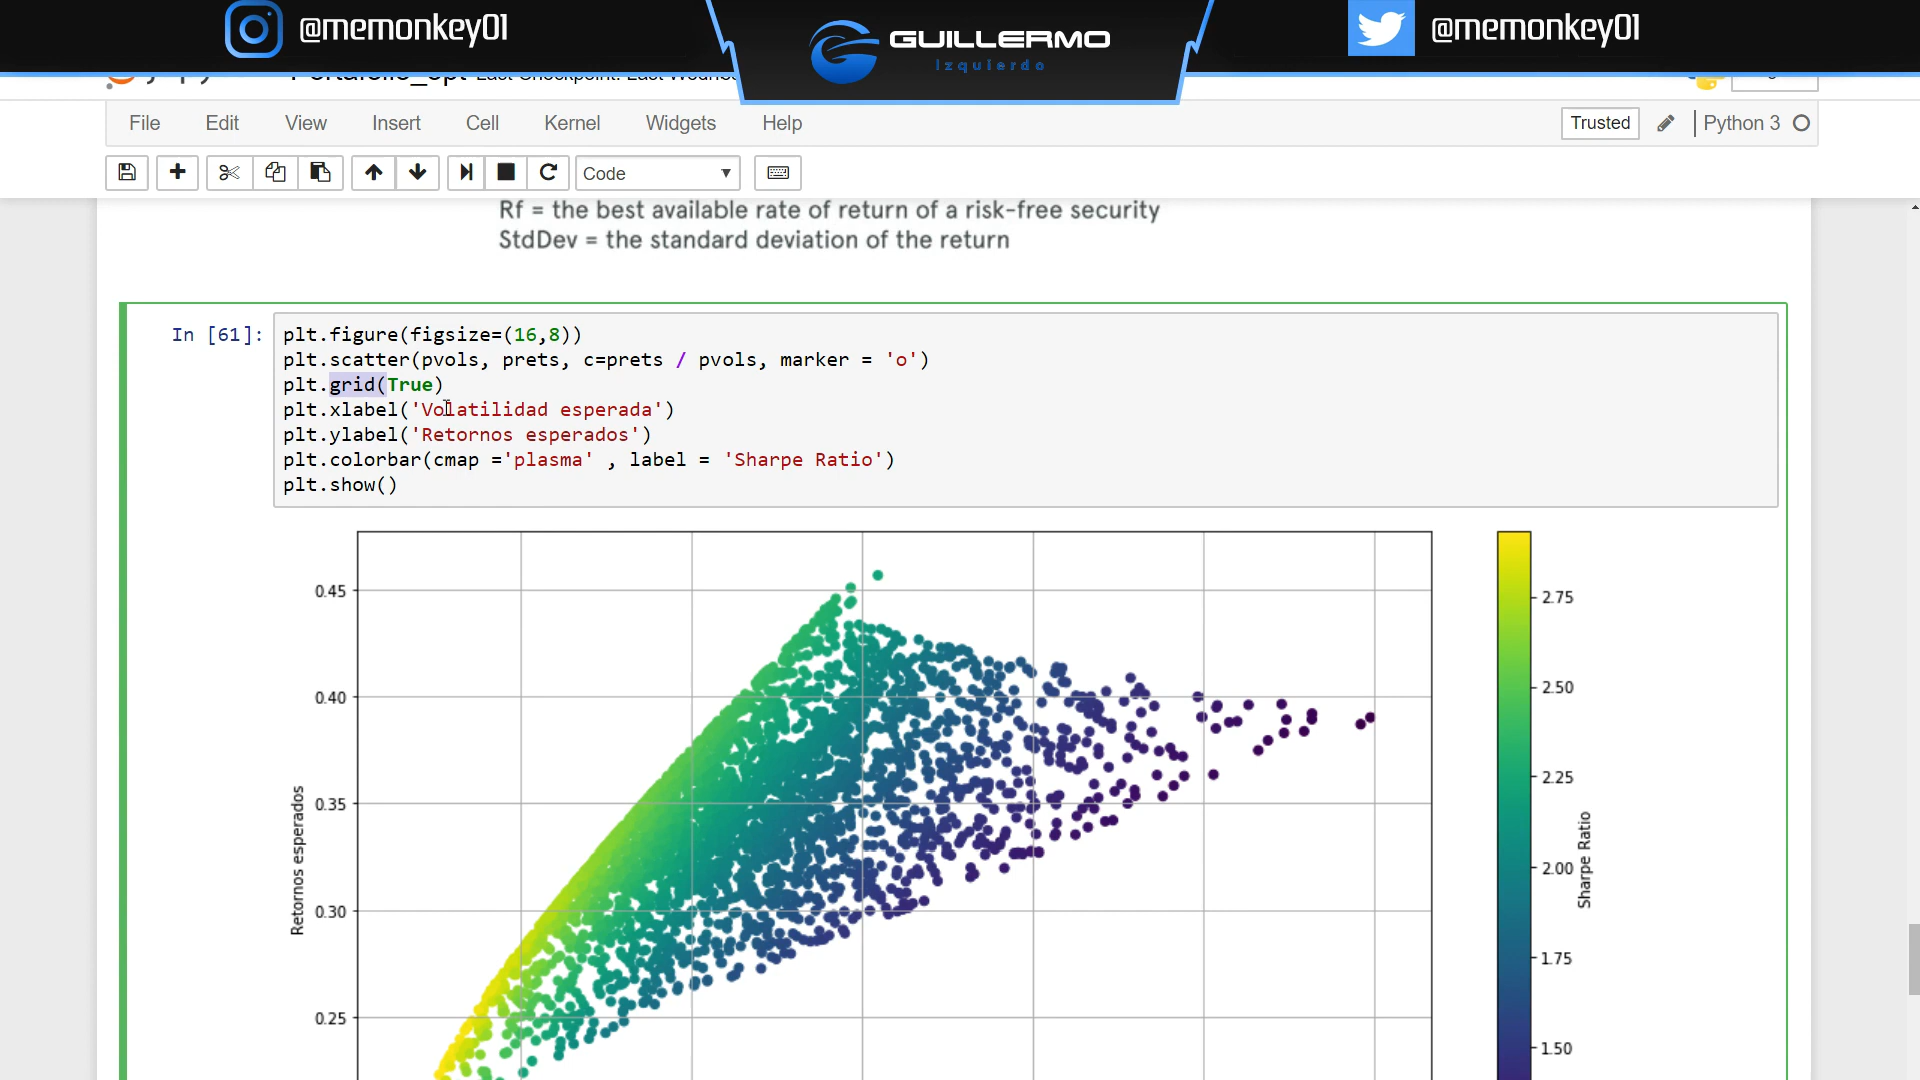 @memonkey01
GUILLERMO
Izquierdo
@memonkey01
File Edit View Insert Cell Kernel Widgets Help
Trusted
Python 3
Code
Rf = the best available rate of return of a risk-free security
StdDev = the standard deviation of the return
In [61]:
plt.figure(figsize=(16,8))
plt.scatter(pvols, prets, c=prets / pvols, marker = 'o')
plt.grid(True)
plt.xlabel('Volatilidad esperada')
plt.ylabel('Retornos esperados')
plt.colorbar(cmap ='plasma' , label = 'Sharpe Ratio')
plt.show()
0.45
0.40
0.35
0.30
0.25
Retornos esperados
2.75
2.50
2.25
2.00
1.75
1.50
Sharpe Ratio